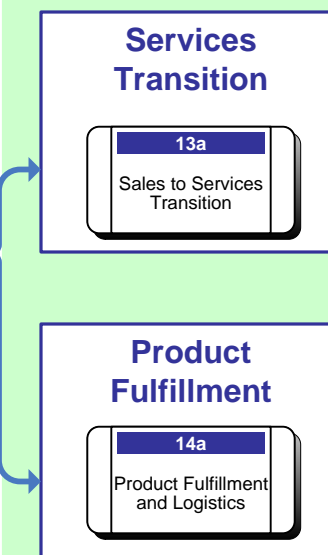 Services
Transition
13a
Sales to Services
Transition
Product
Fulfillment
14a
Product Fulfillment
and Logistics